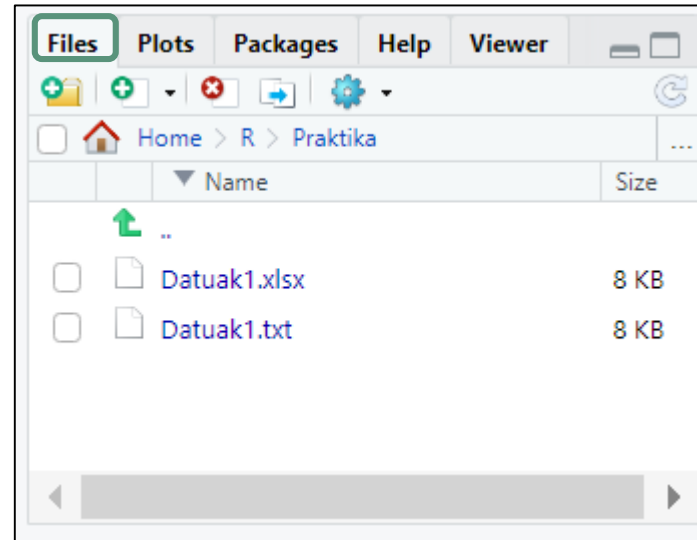 Files Plots Packages Help Viewer
Home > R > Praktika ...
Name Size
..
Datuak1.xlsx 8 KB
Datuak1.txt 8 KB